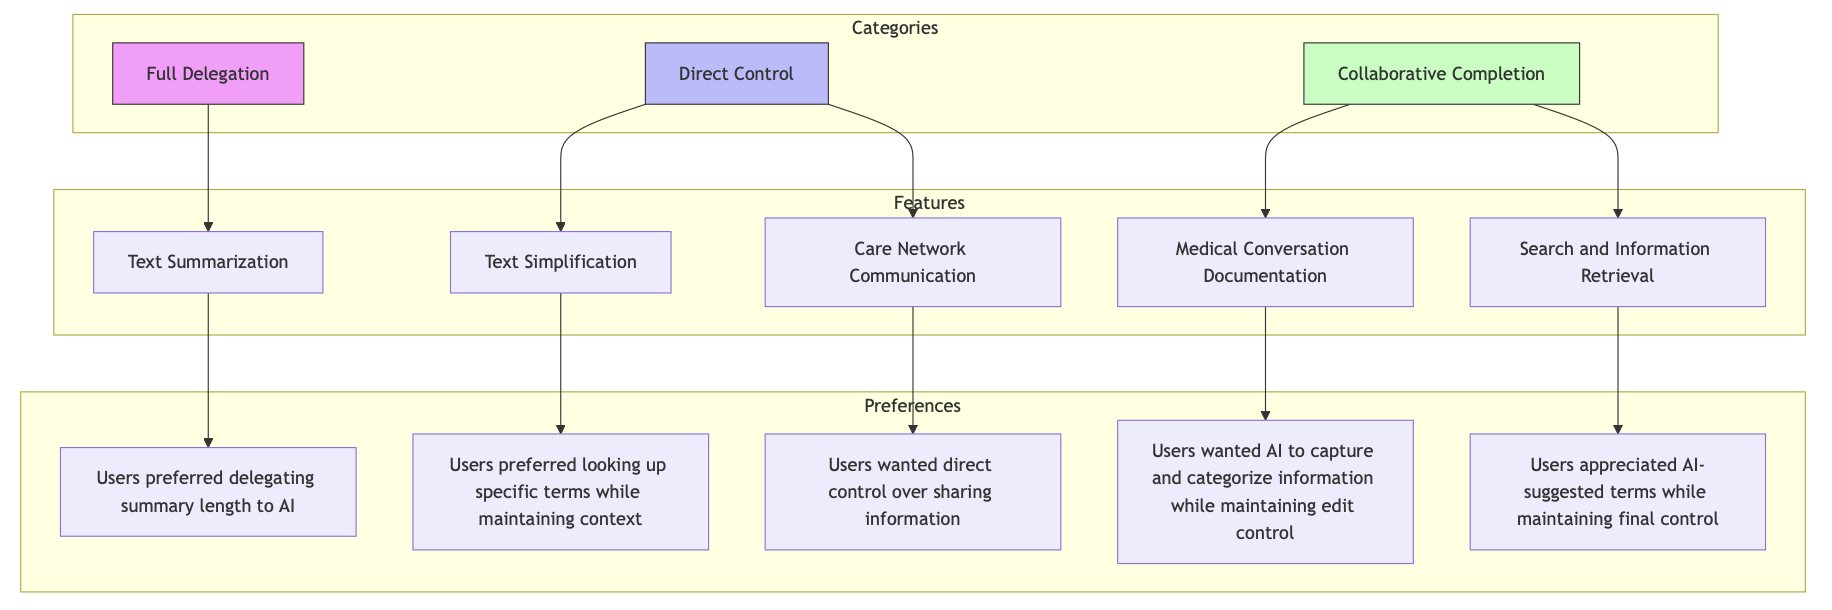 Categories
Full Delegation
Direct Control
Collaborative Completion
Features
Text Summarization
Text Simplification
Care Network
Communication
Medical Conversation
Documentation
Search and Information
Retrieval
Preferences
Users preferred delegating
summary length to AI
Users preferred looking up
specific terms while
maintaining context
Users wanted direct
control over sharing
information
Users wanted AI to capture
and categorize information
while maintaining edit
control
Users appreciated AI-
suggested terms while
maintaining final control